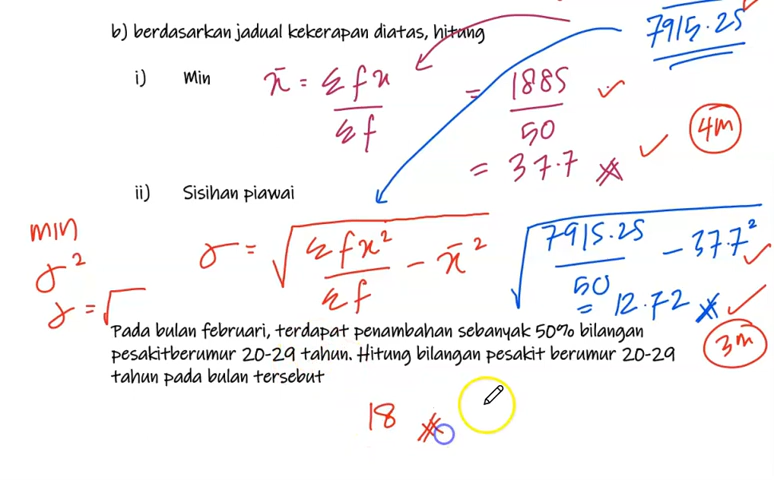 7915.25
b) berdasarkan jadual kekerapan diatas, hitung
i) Min x̄ = Σfx / Σf = 1885 / 50
= 37.7
4m
ii) Sisihan piawai
min
σ²
σ = √
σ = √(Σfx² / Σf − x̄²) √(7915.25 / 50 − 37.7²)
= 12.72
3m
Pada bulan februari, terdapat penambahan sebanyak 50% bilangan
pesakitberumur 20-29 tahun. Hitung bilangan pesakit berumur 20-29
tahun pada bulan tersebut
18